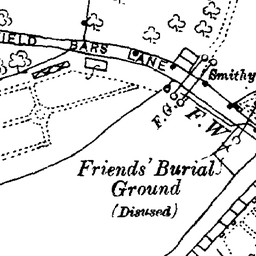 IELD BARS LANE
Smithy
F.G.
F.W.
Friends' Burial
Ground
(Disused)